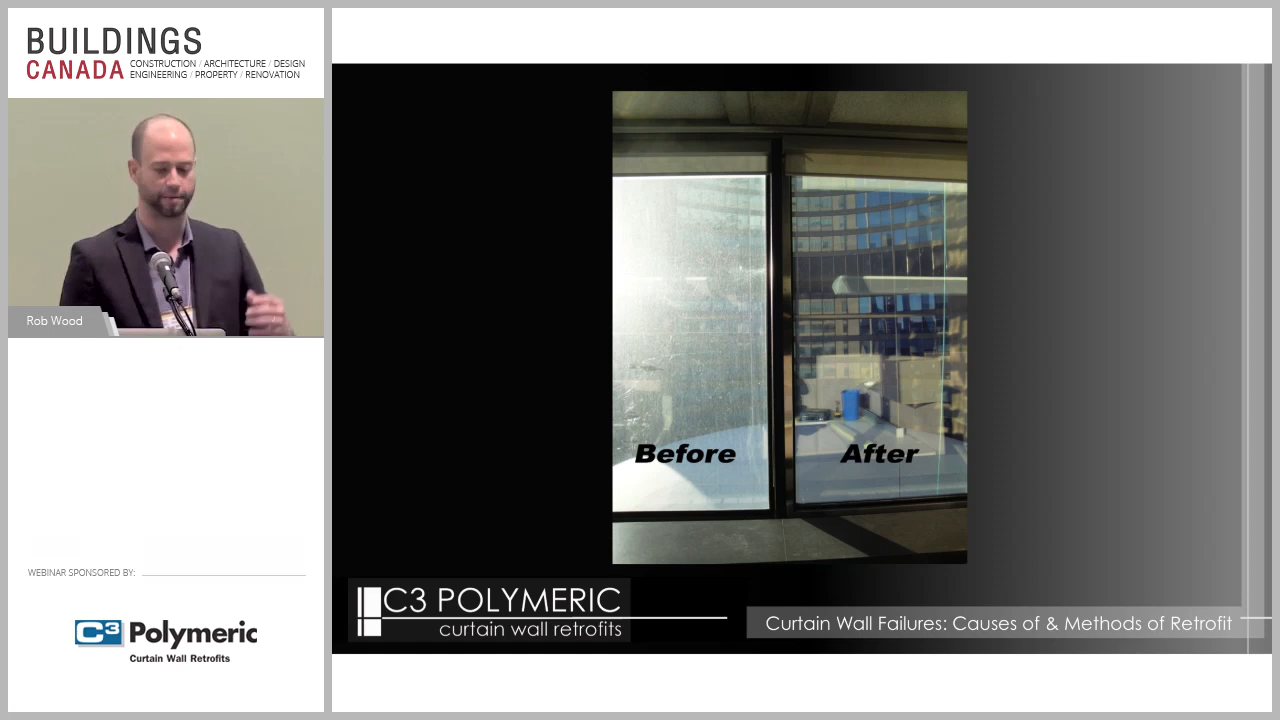 BUILDINGS
CANADA
CONSTRUCTION / ARCHITECTURE / DESIGN
ENGINEERING / PROPERTY / RENOVATION
Rob Wood
WEBINAR SPONSORED BY:
C3 Polymeric
Curtain Wall Retrofits
Before
After
C3 POLYMERIC
curtain wall retrofits
Curtain Wall Failures: Causes of & Methods of Retrofit